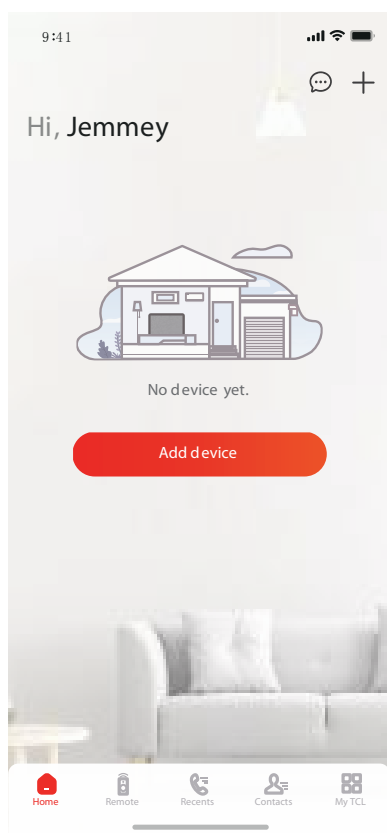 9:41
Hi, Jemmey
No device yet.
Add device
Home Remote Recents Contacts My TCL